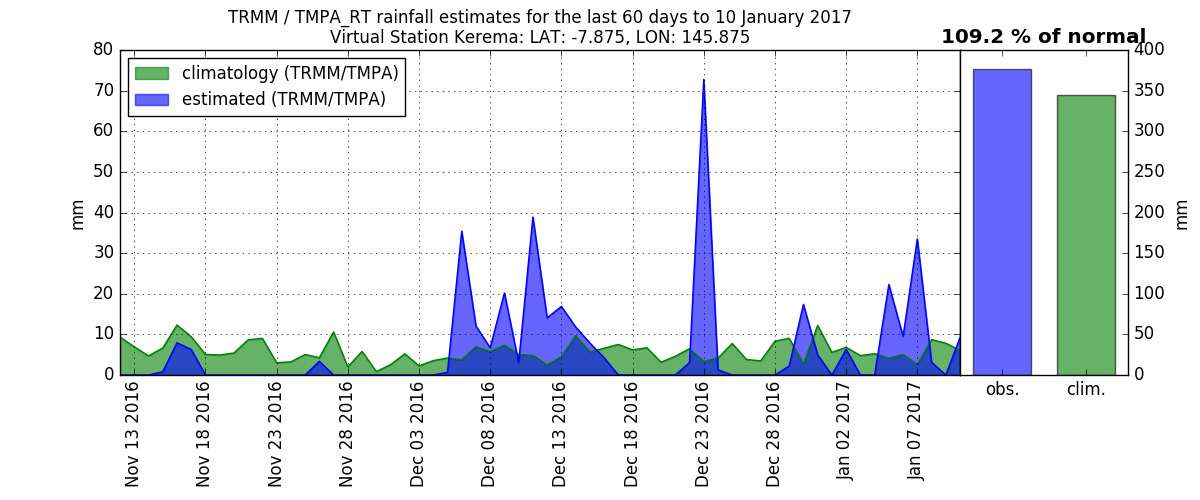 TRMM / TMPA_RT rainfall estimates for the last 60 days to 10 January 2017
Virtual Station Kerema: LAT: -7.875, LON: 145.875
109.2 % of normal
climatology (TRMM/TMPA)
estimated (TRMM/TMPA)
mm
80
70
60
50
40
30
20
10
0
400
350
300
250
200
150
100
50
0
mm
Nov 13 2016
Nov 18 2016
Nov 23 2016
Nov 28 2016
Dec 03 2016
Dec 08 2016
Dec 13 2016
Dec 18 2016
Dec 23 2016
Dec 28 2016
Jan 02 2017
Jan 07 2017
obs.
clim.